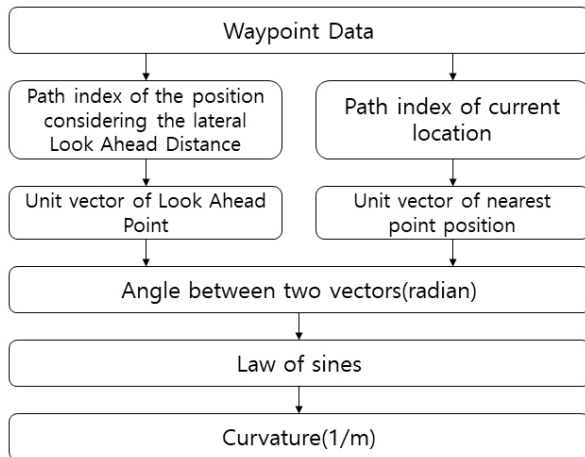 Waypoint Data
Path index of the position
considering the lateral
Look Ahead Distance
Path index of current
location
Unit vector of Look Ahead
Point
Unit vector of nearest
point position
Angle between two vectors(radian)
Law of sines
Curvature(1/m)